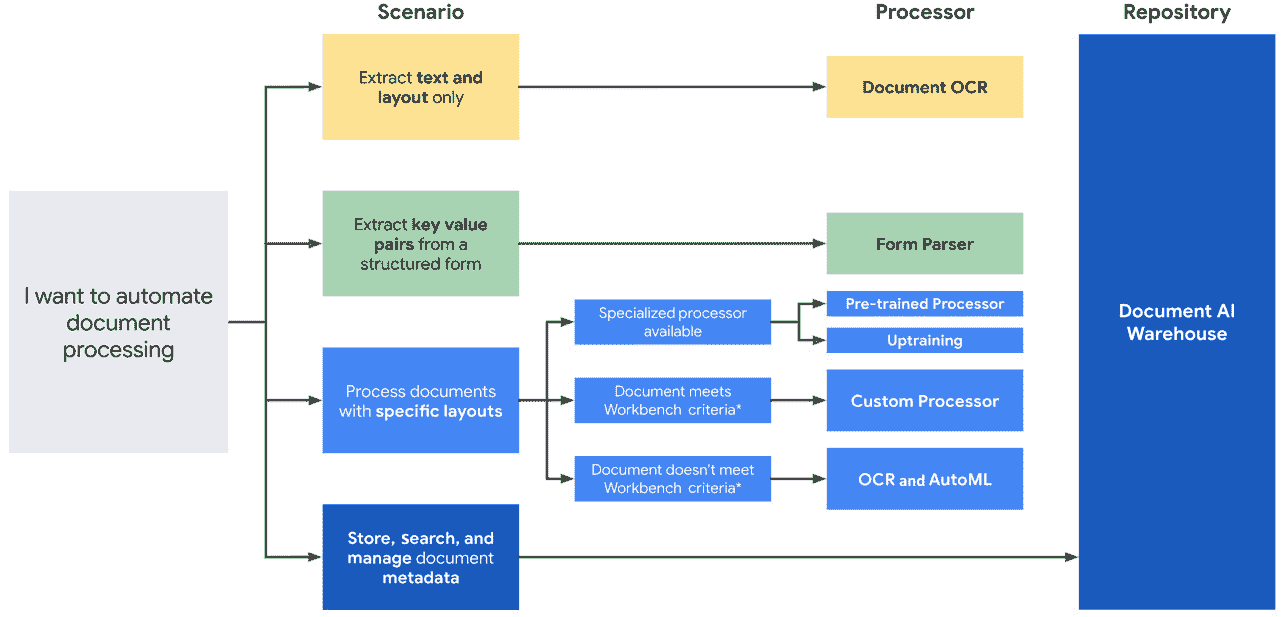 Scenario
Processor
Repository
I want to automate
document
processing
Extract text and
layout only
Document OCR
Extract key value
pairs from a
structured form
Form Parser
Process documents
with specific layouts
Specialized processor
available
Pre-trained Processor
Uptraining
Document meets
Workbench criteria*
Custom Processor
Document doesn't meet
Workbench criteria*
OCR and AutoML
Store, search, and
manage document
metadata
Document AI
Warehouse